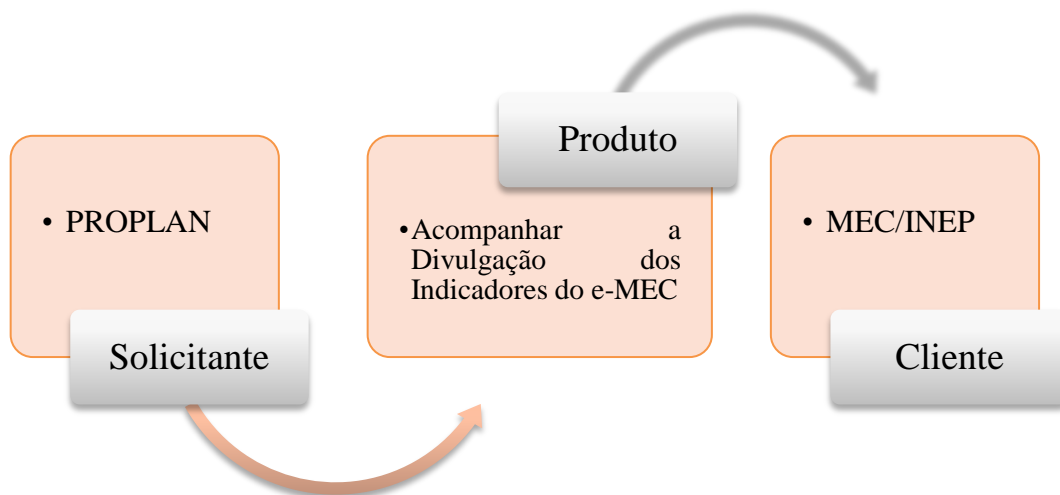 • PROPLAN
Solicitante
Produto
•Acompanhar a
Divulgação dos
Indicadores do e-MEC
• MEC/INEP
Cliente